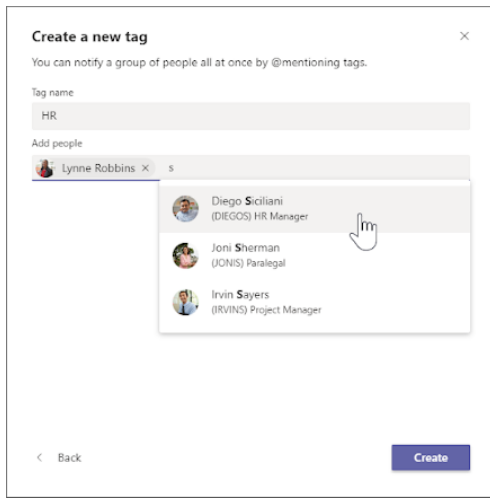 Create a new tag
You can notify a group of people all at once by @mentioning tags.
Tag name
HR
Add people
Lynne Robbins × s
Diego Siciliani
(DIEGOS) HR Manager
Joni Sherman
(JONIS) Paralegal
Irvin Sayers
(IRVINS) Project Manager
< Back
Create